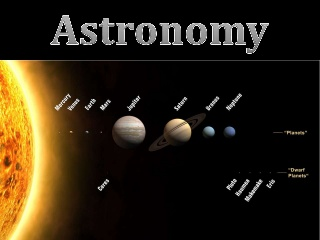 Astronomy
Mercury
Venus
Earth
Mars
Jupiter
Saturn
Uranus
Neptune
"Planets"
Ceres
Pluto
Haumea
Makemake
Eris
"Dwarf
Planets"